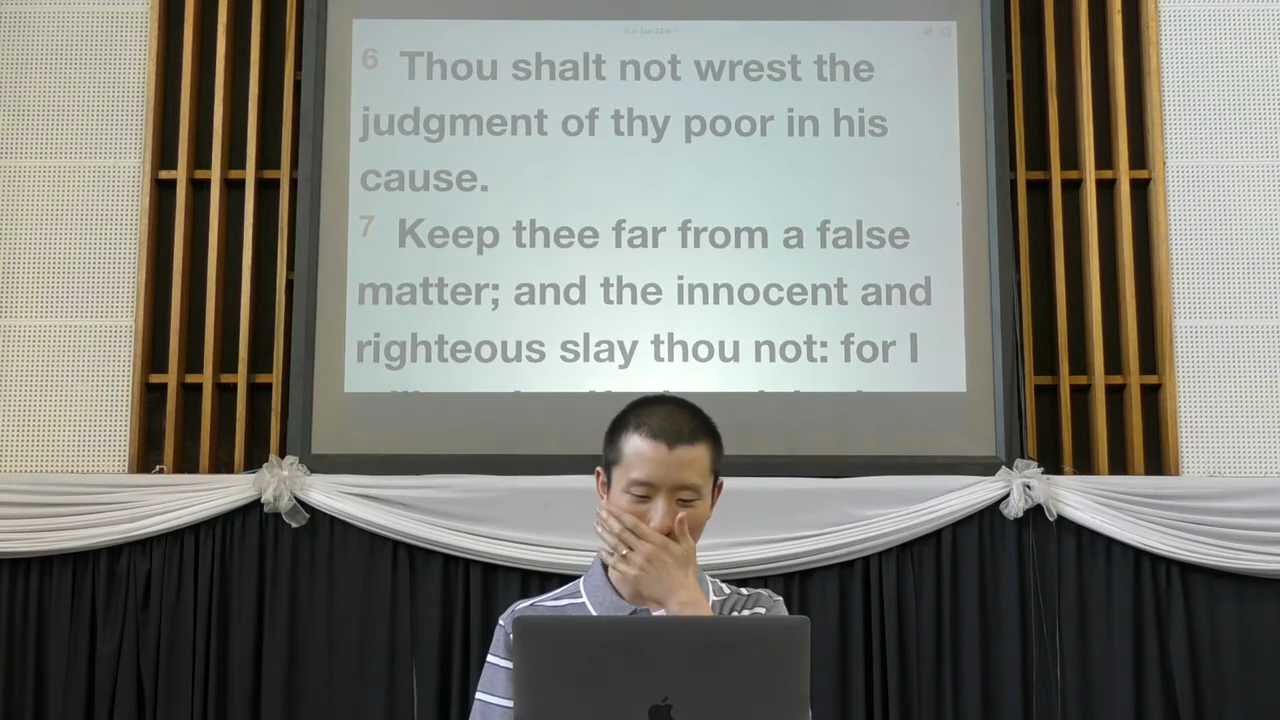 6 Thou shalt not wrest the
judgment of thy poor in his
cause.
7 Keep thee far from a false
matter; and the innocent and
righteous slay thou not: for I